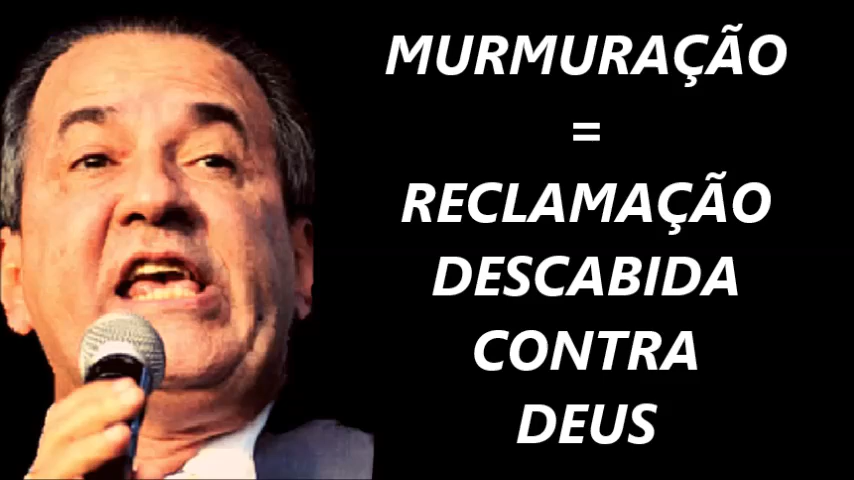 MURMURAÇÃO
=
RECLAMAÇÃO
DESCABIDA
CONTRA
DEUS